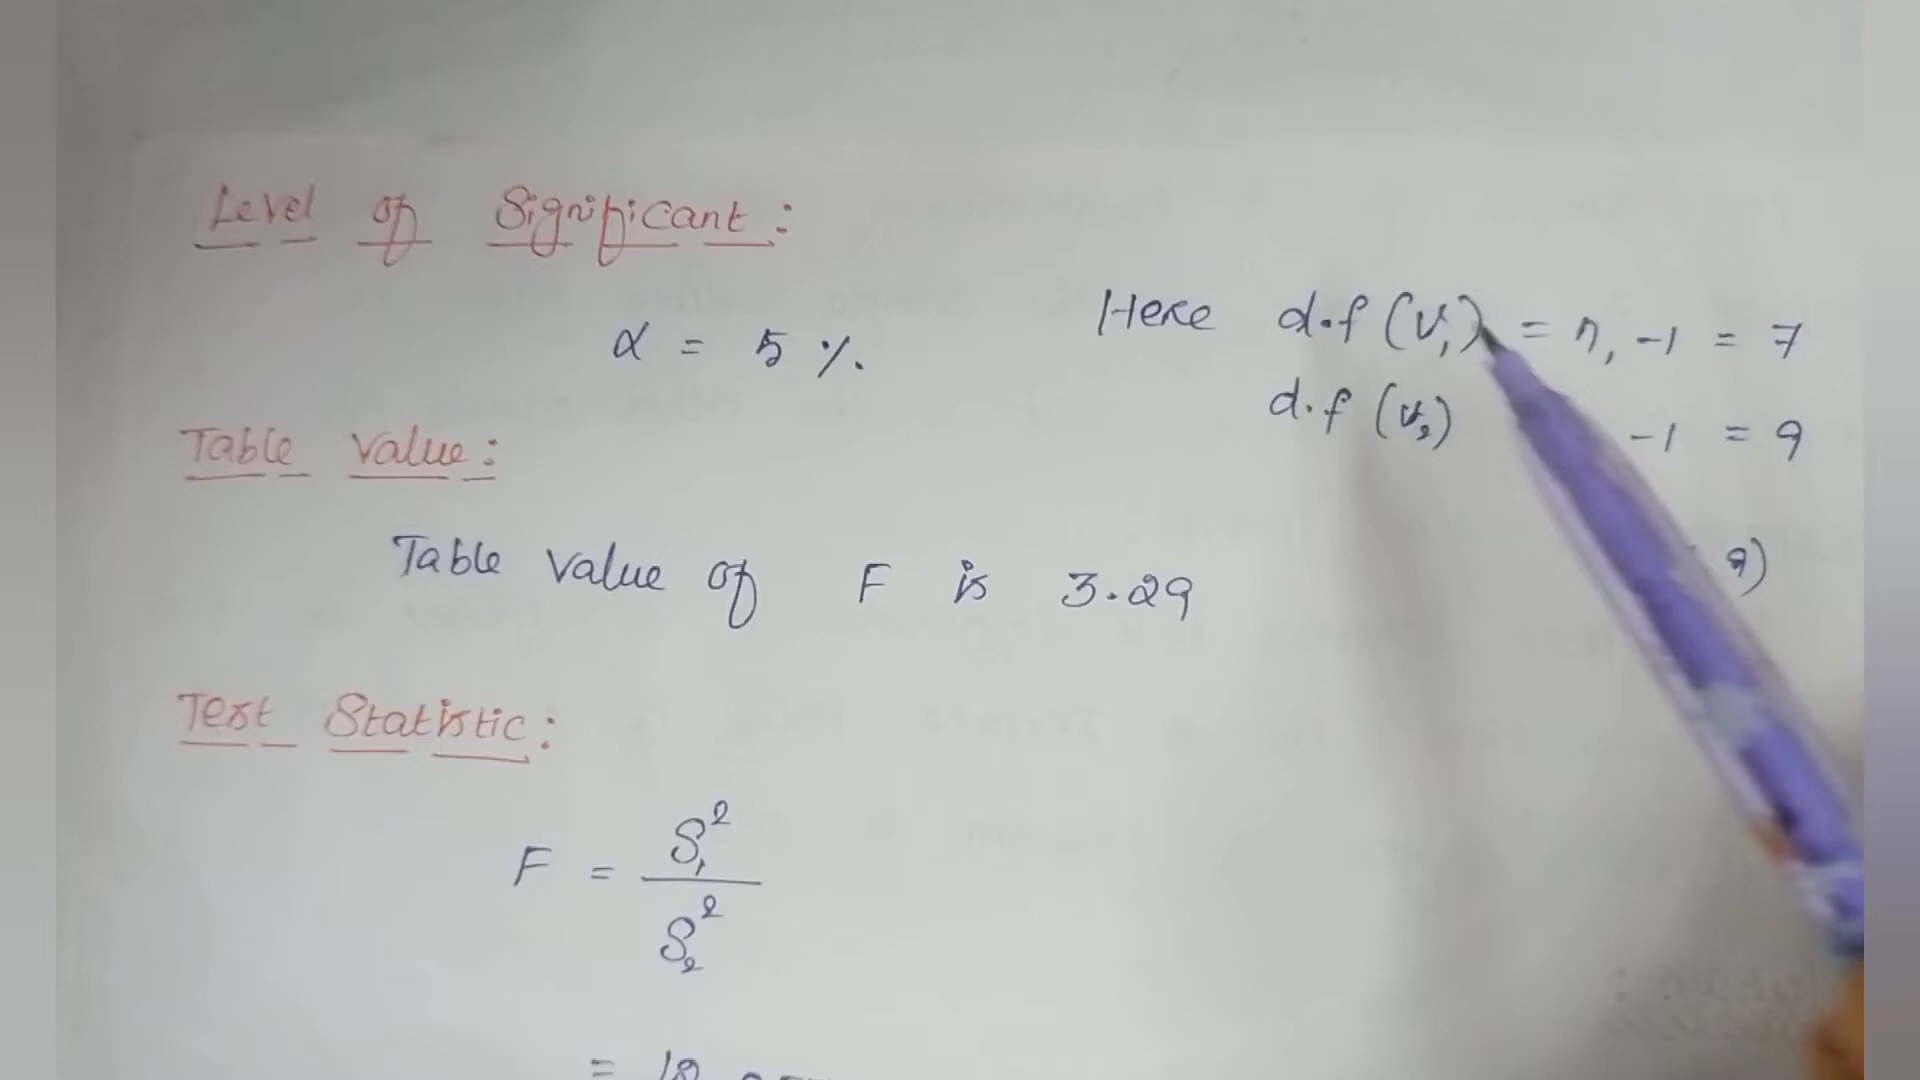 Level of Significant:
α = 5 %.
Here d.f (v₁) = n₁ -1 = 7
d.f (v₂) -1 = 9
Table Value:
Table Value of F is 3.29
9)
Test Statistic:
F = S₁² / S₂²